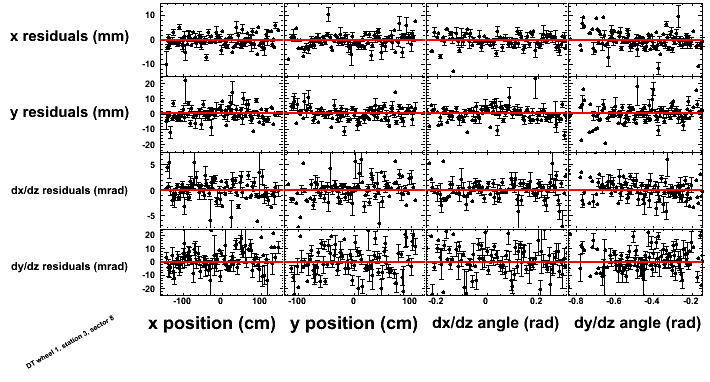 x residuals (mm)
10
0
-10
y residuals (mm)
20
10
0
-10
-20
dx/dz residuals (mrad)
5
0
-5
dy/dz residuals (mrad)
20
10
0
-10
-20
-100 0 100 -100 -50 0 50 100 -0.2 0 0.2 -0.8 -0.6 -0.4 -0.2
x position (cm) y position (cm) dx/dz angle (rad) dy/dz angle (rad)
DT wheel 1, station 3, sector 8